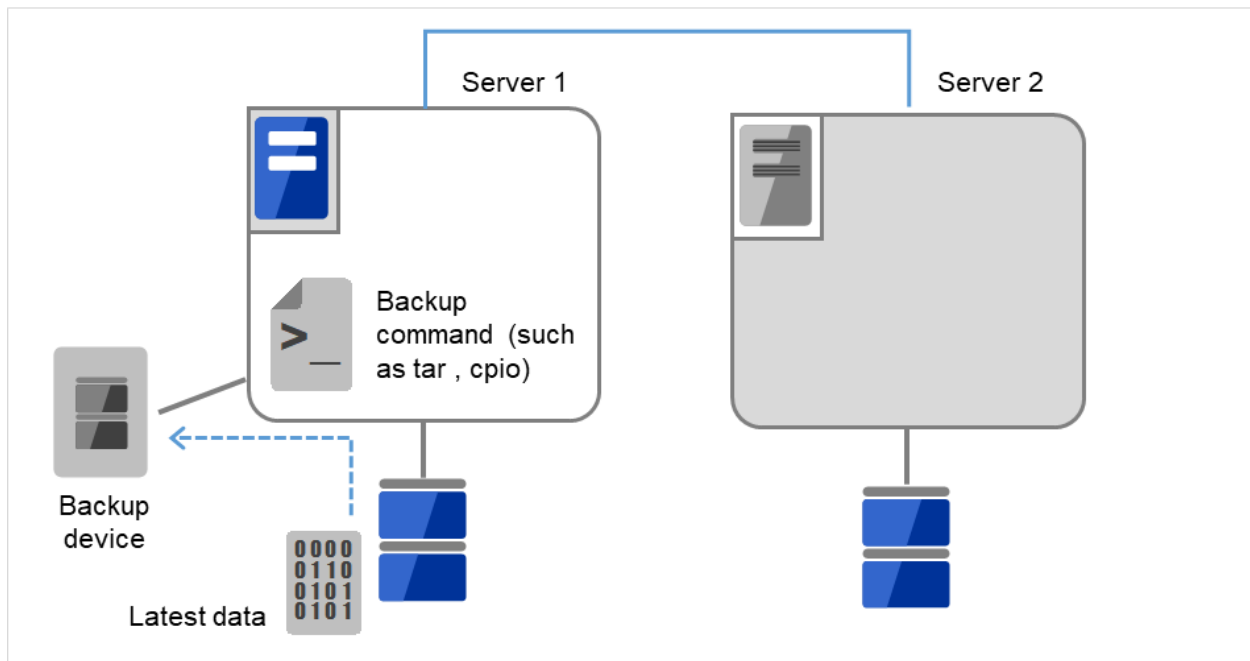 Server 1
Server 2
Backup
command (such
as tar , cpio)
Backup
device
0000
0110
0101
0101
Latest data